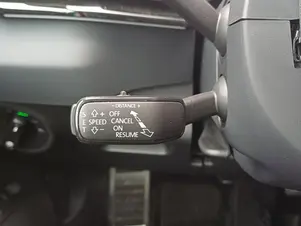 - DISTANCE +
S + OFF
E SPEED CANCEL
T - ON
RESUME